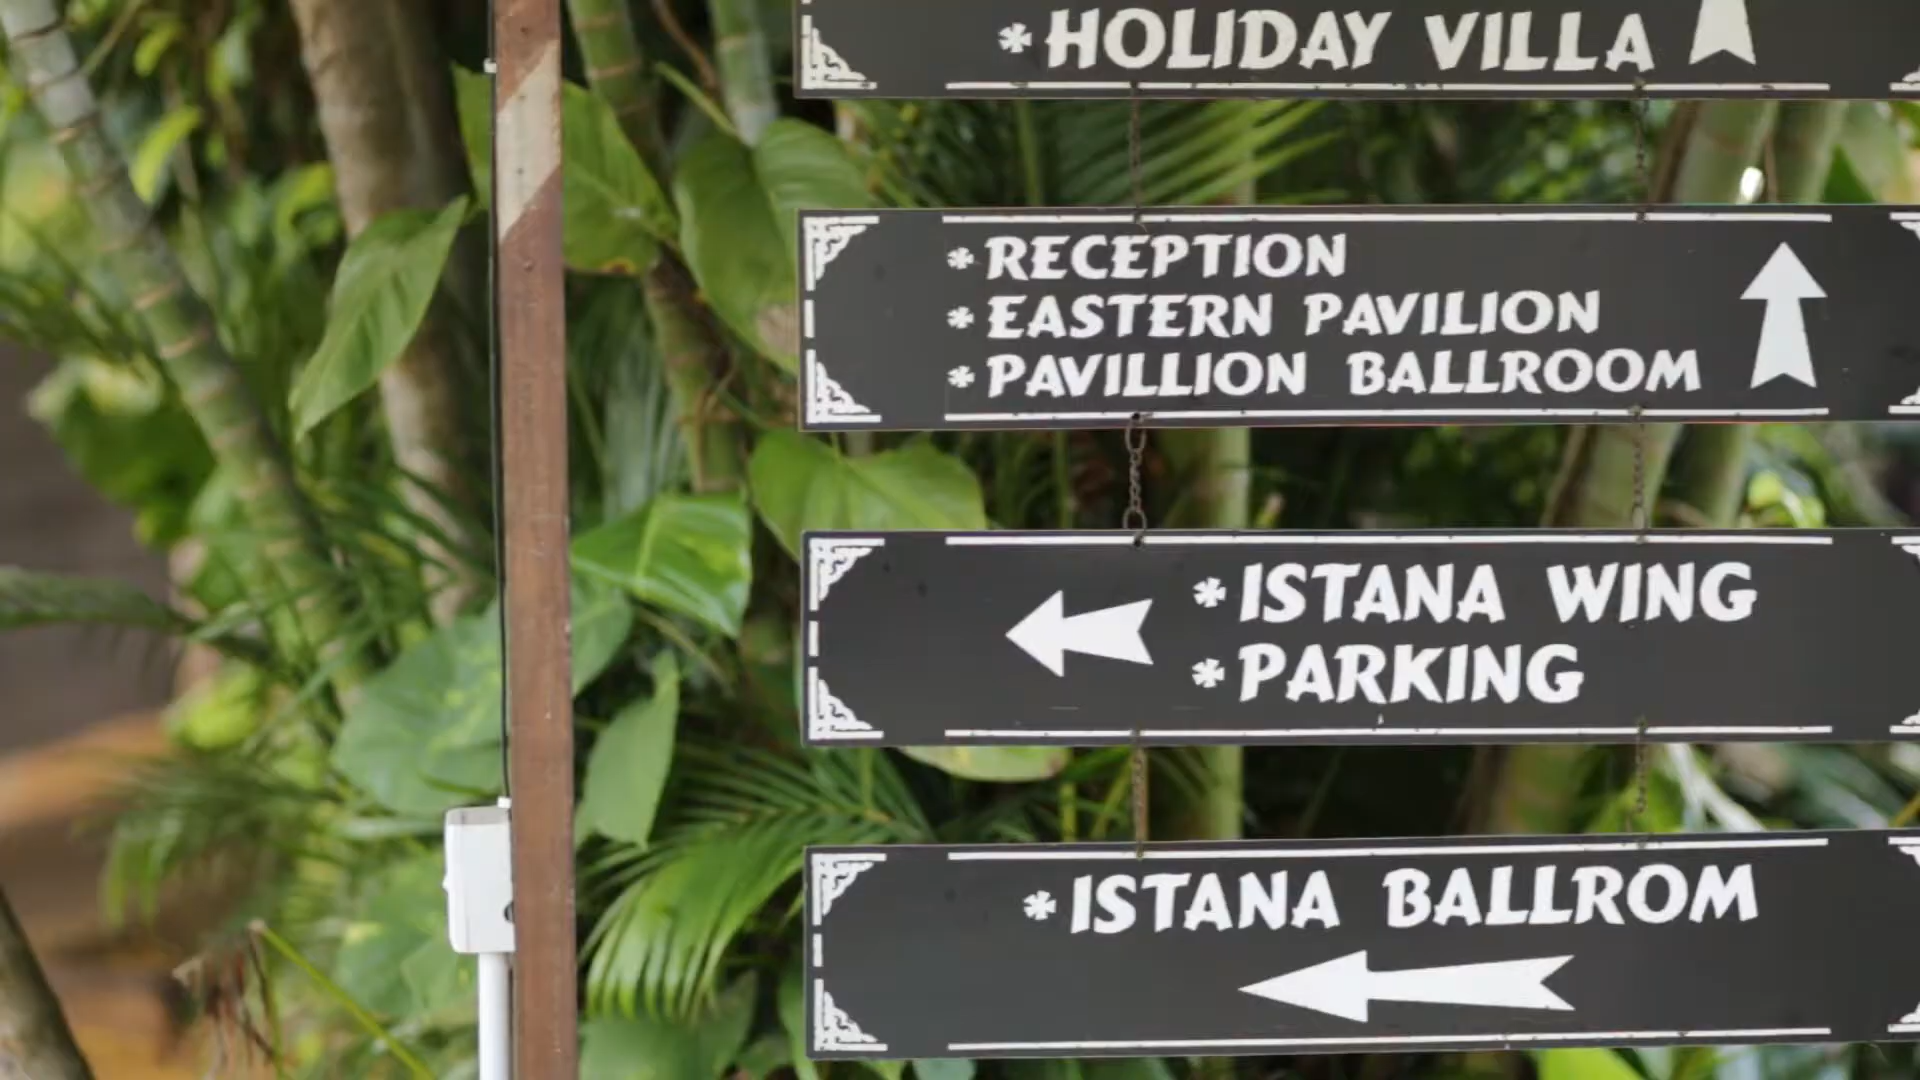 * HOLIDAY VILLA
* RECEPTION
* EASTERN PAVILION
* PAVILLION BALLROOM
* ISTANA WING
* PARKING
* ISTANA BALLROM